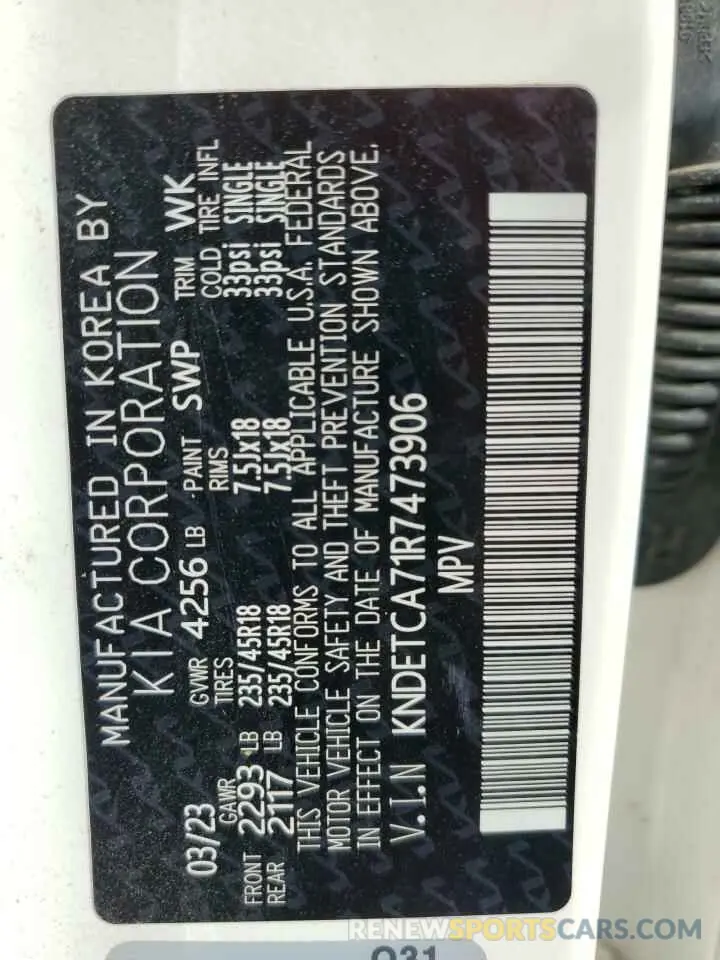 MANUFACTURED IN KOREA BY
KIA CORPORATION
03/23 GVWR 4256 LB PAINT SWP TRIM WK
GAWR TIRES RIMS COLD TIRE INFL
FRONT 2293 LB 235/45R18 7.5Jx18 33psi SINGLE
REAR 2117 LB 235/45R18 7.5Jx18 33psi SINGLE
THIS VEHICLE CONFORMS TO ALL APPLICABLE U.S.A. FEDERAL
MOTOR VEHICLE SAFETY AND THEFT PREVENTION STANDARDS
IN EFFECT ON THE DATE OF MANUFACTURE SHOWN ABOVE.
V.I.N KNDETCA71R7473906
MPV
Q31
RENEWSPORTSCARS.COM